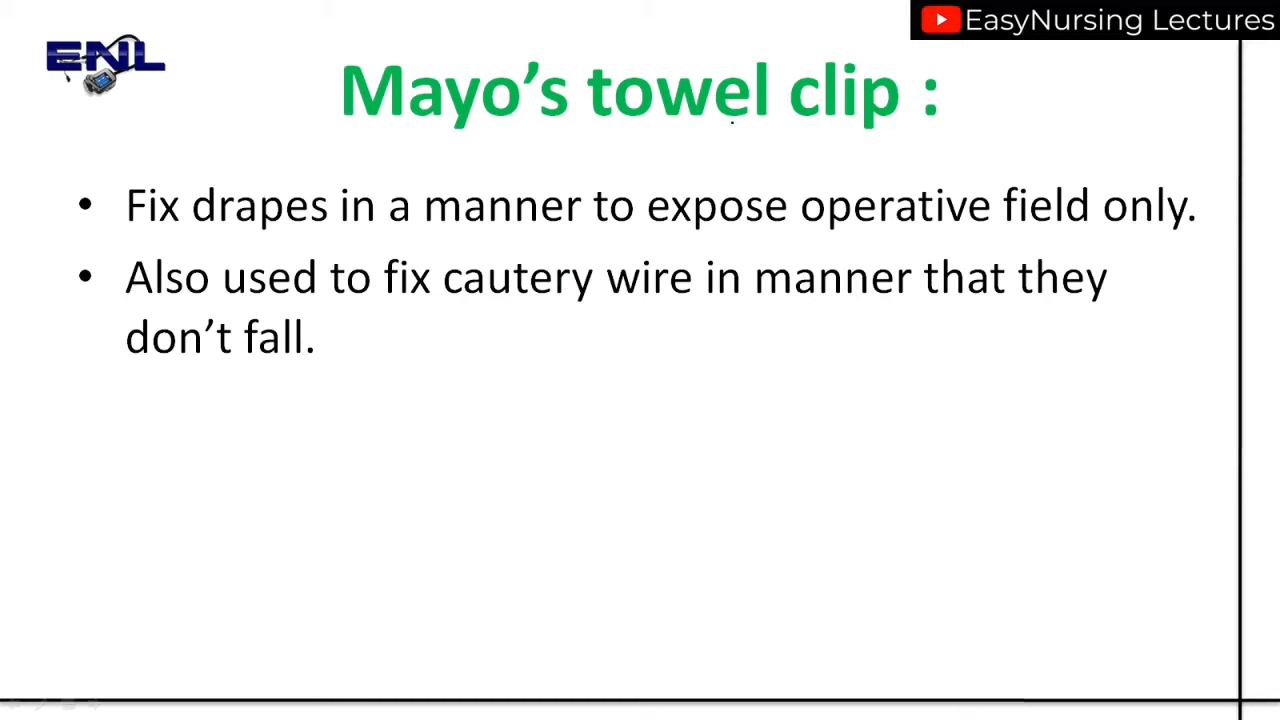 EasyNursing Lectures
ENL
Mayo’s towel clip :
• Fix drapes in a manner to expose operative field only.
• Also used to fix cautery wire in manner that they
don’t fall.